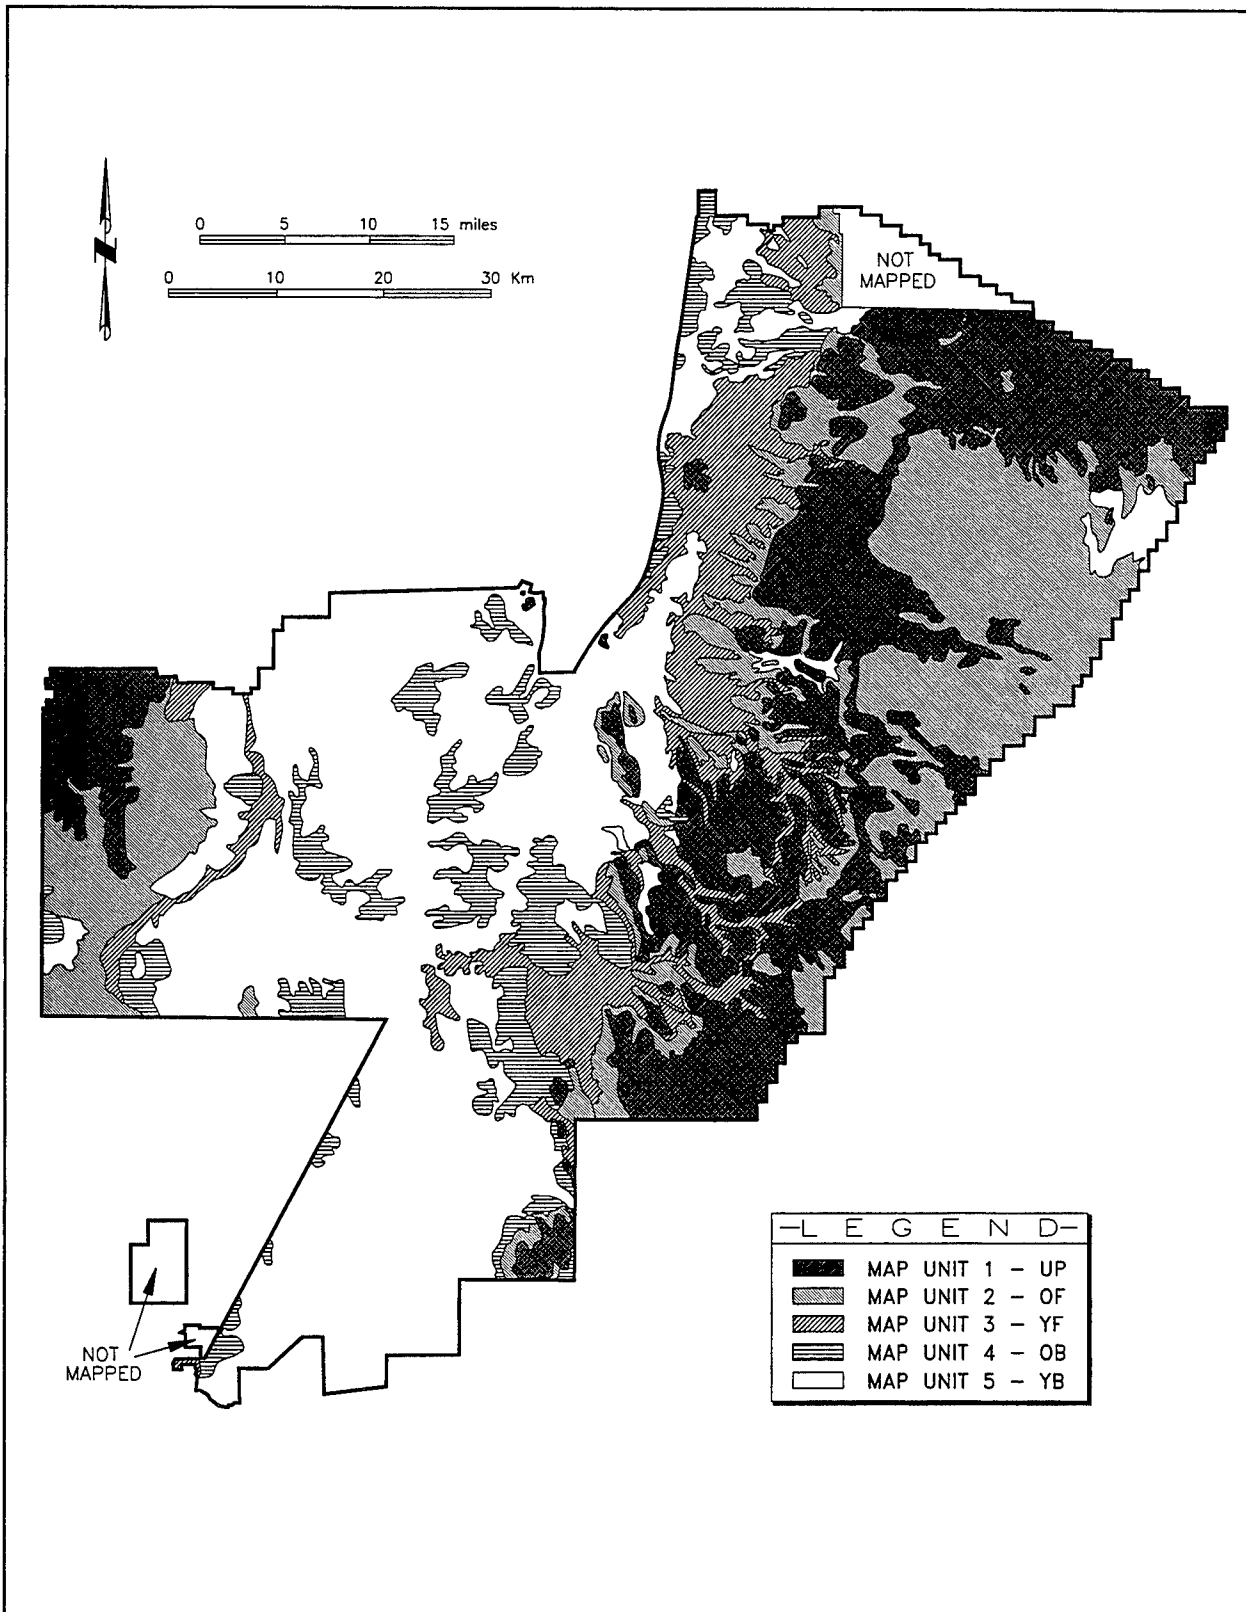 0 5 10 15 miles
0 10 20 30 Km
N
NOT
MAPPED
NOT
MAPPED
LEGEND
MAP UNIT 1 - UP
MAP UNIT 2 - OF
MAP UNIT 3 - YF
MAP UNIT 4 - OB
MAP UNIT 5 - YB